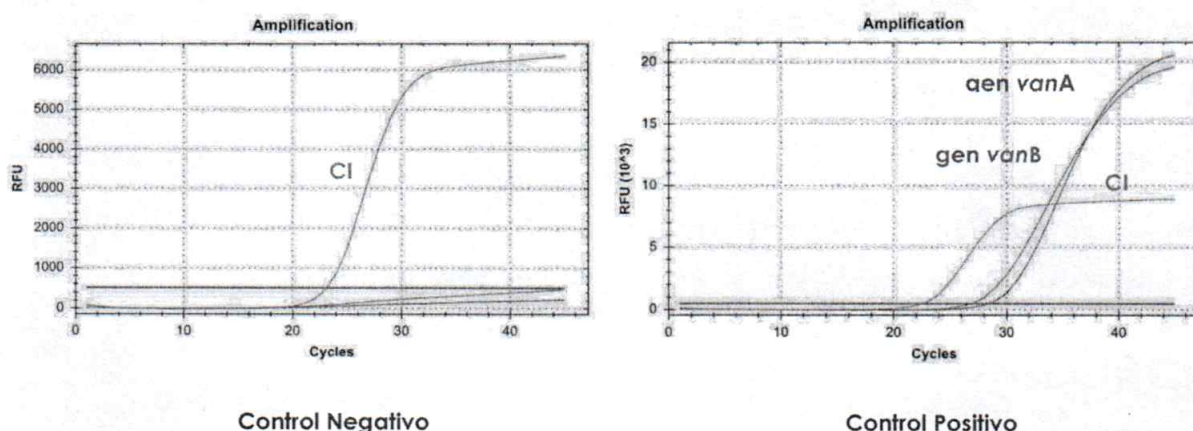 Amplification
6000
5000
4000
3000
2000
1000
0
RFU
CI
0
10
20
30
40
Cycles
Control Negativo
Amplification
20
15
10
5
0
RFU (10^3)
gen vanA
gen vanB
CI
0
10
20
30
40
Cycles
Control Positivo